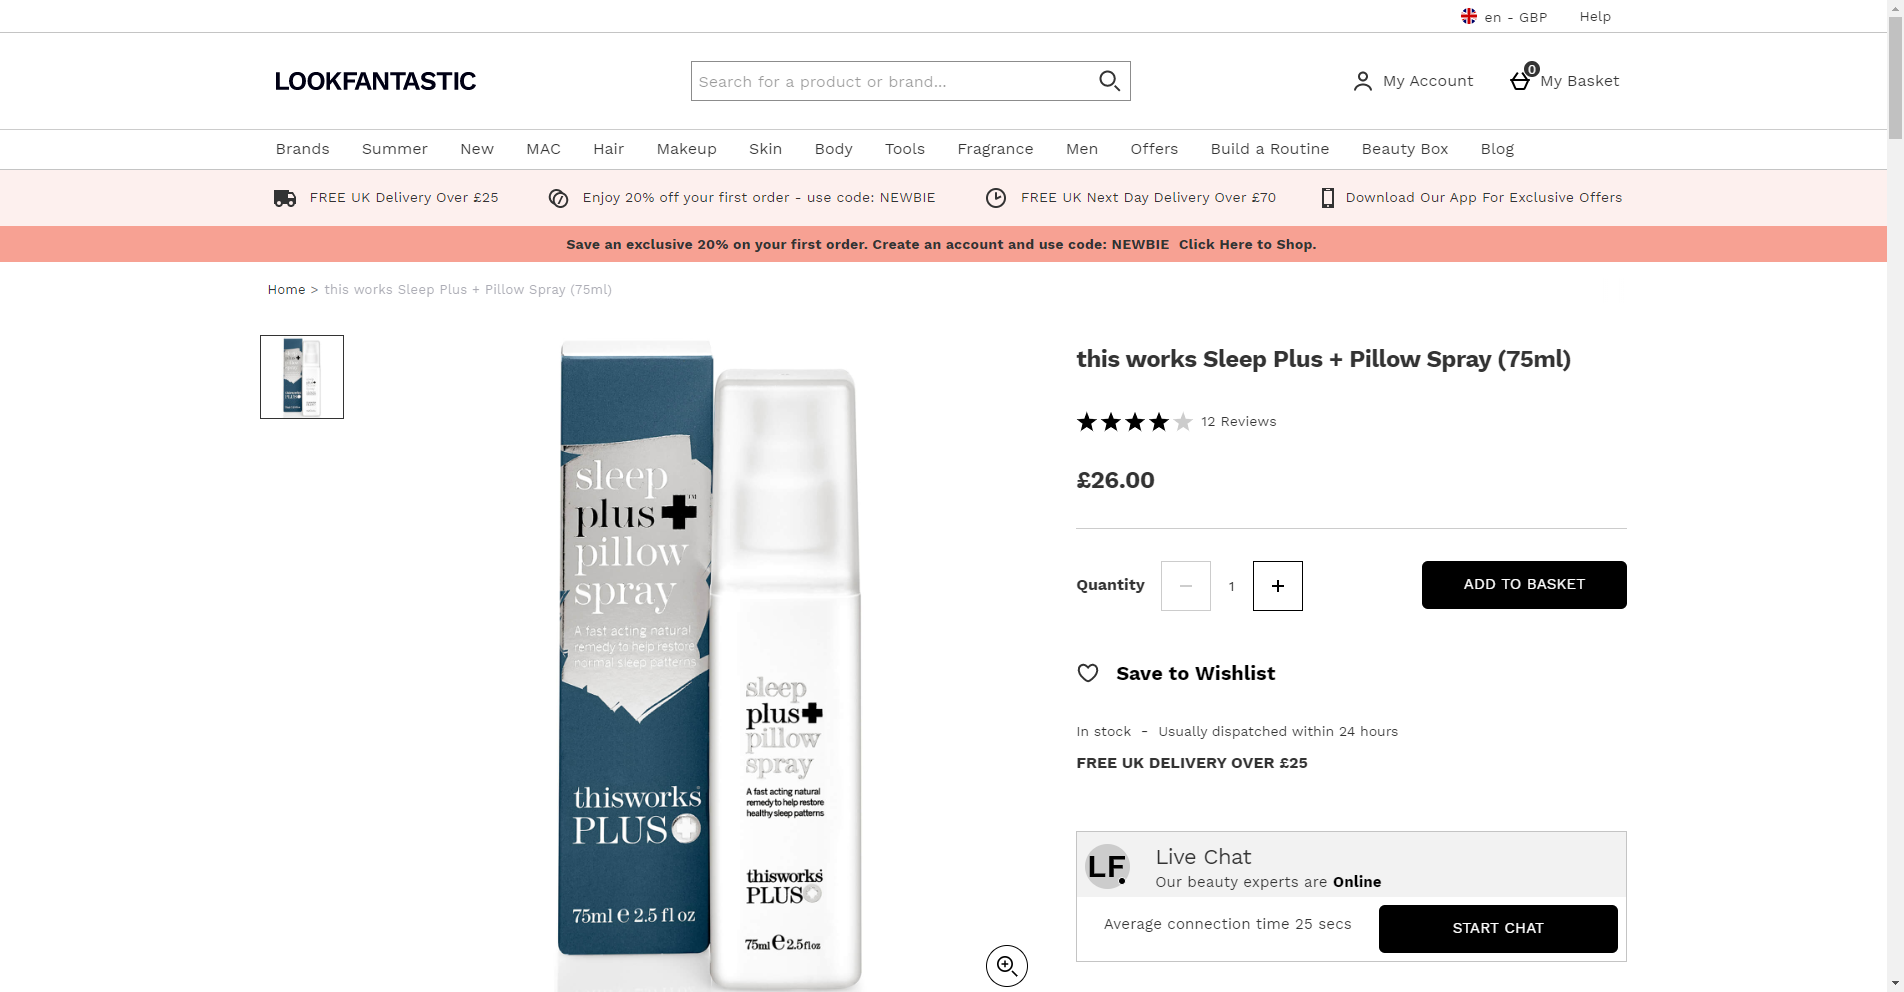 en - GBP
Help
LOOKFANTASTIC
Search for a product or brand...
My Account
0
My Basket
Brands
Summer
New
MAC
Hair
Makeup
Skin
Body
Tools
Fragrance
Men
Offers
Build a Routine
Beauty Box
Blog
FREE UK Delivery Over £25
Enjoy 20% off your first order - use code: NEWBIE
FREE UK Next Day Delivery Over £70
Download Our App For Exclusive Offers
Save an exclusive 20% on your first order. Create an account and use code: NEWBIE Click Here to Shop.
Home > this works Sleep Plus + Pillow Spray (75ml)
sleep
plus+™
pillow
spray
A fast acting natural
remedy to help restore
normal sleep patterns
thisworks®
PLUS+
75ml e 2.5 fl oz
sleep
plus+
pillow
spray
A fast acting natural
remedy to help restore
healthy sleep patterns
thisworks
PLUS+
75ml e 2.5fl oz
this works Sleep Plus + Pillow Spray (75ml)
12 Reviews
£26.00
Quantity
1
ADD TO BASKET
Save to Wishlist
In stock - Usually dispatched within 24 hours
FREE UK DELIVERY OVER £25
LF.
Live Chat
Our beauty experts are Online
Average connection time 25 secs
START CHAT